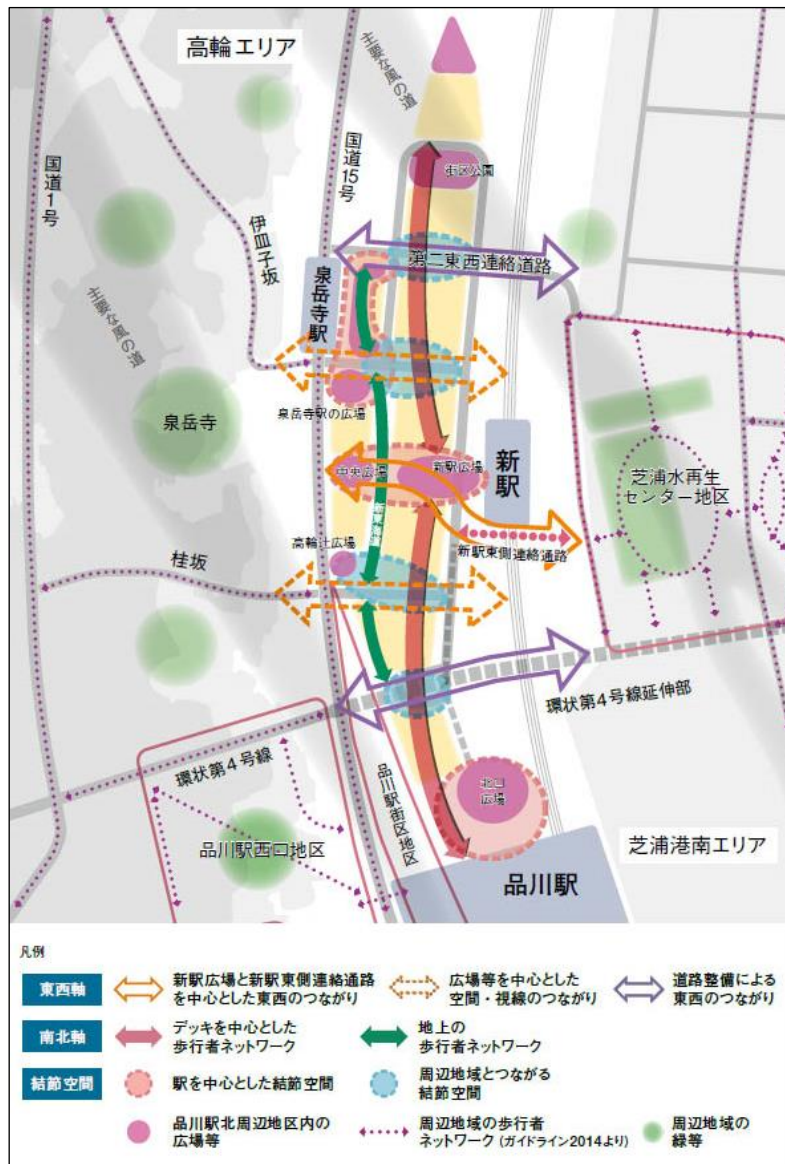 高輪エリア
主要な風の道
国道15号
国道1号
街区公園
伊皿子坂
第二東西連絡道路
泉岳寺駅
主要な風の道
泉岳寺駅の広場
泉岳寺
新駅
中央広場
新駅広場
芝浦水再生
センター地区
新駅東側連絡通路
高輪辻広場
桂坂
環状第4号線延伸部
環状第4号線
品川駅街区地区
北口
広場
品川駅西口地区
芝浦港南エリア
品川駅
凡例
東西軸
新駅広場と新駅東側連絡通路
を中心とした東西のつながり
広場等を中心とした
空間・視線のつながり
道路整備による
東西のつながり
南北軸
デッキを中心とした
歩行者ネットワーク
地上の
歩行者ネットワーク
結節空間
駅を中心とした結節空間
周辺地域とつながる
結節空間
品川駅北周辺地区内の
広場等
周辺地域の歩行者
ネットワーク (ガイドライン2014より)
周辺地域の
緑等